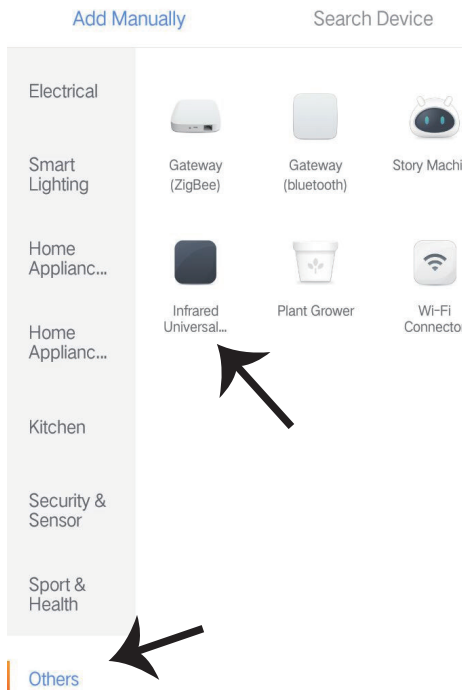 Add Manually
Search Device
Electrical
Smart
Lighting
Home
Applianc...
Home
Applianc...
Kitchen
Security &
Sensor
Sport &
Health
Others
Gateway
(ZigBee)
Gateway
(bluetooth)
Story Machi
Infrared
Universal...
Plant Grower
Wi-Fi
Connector